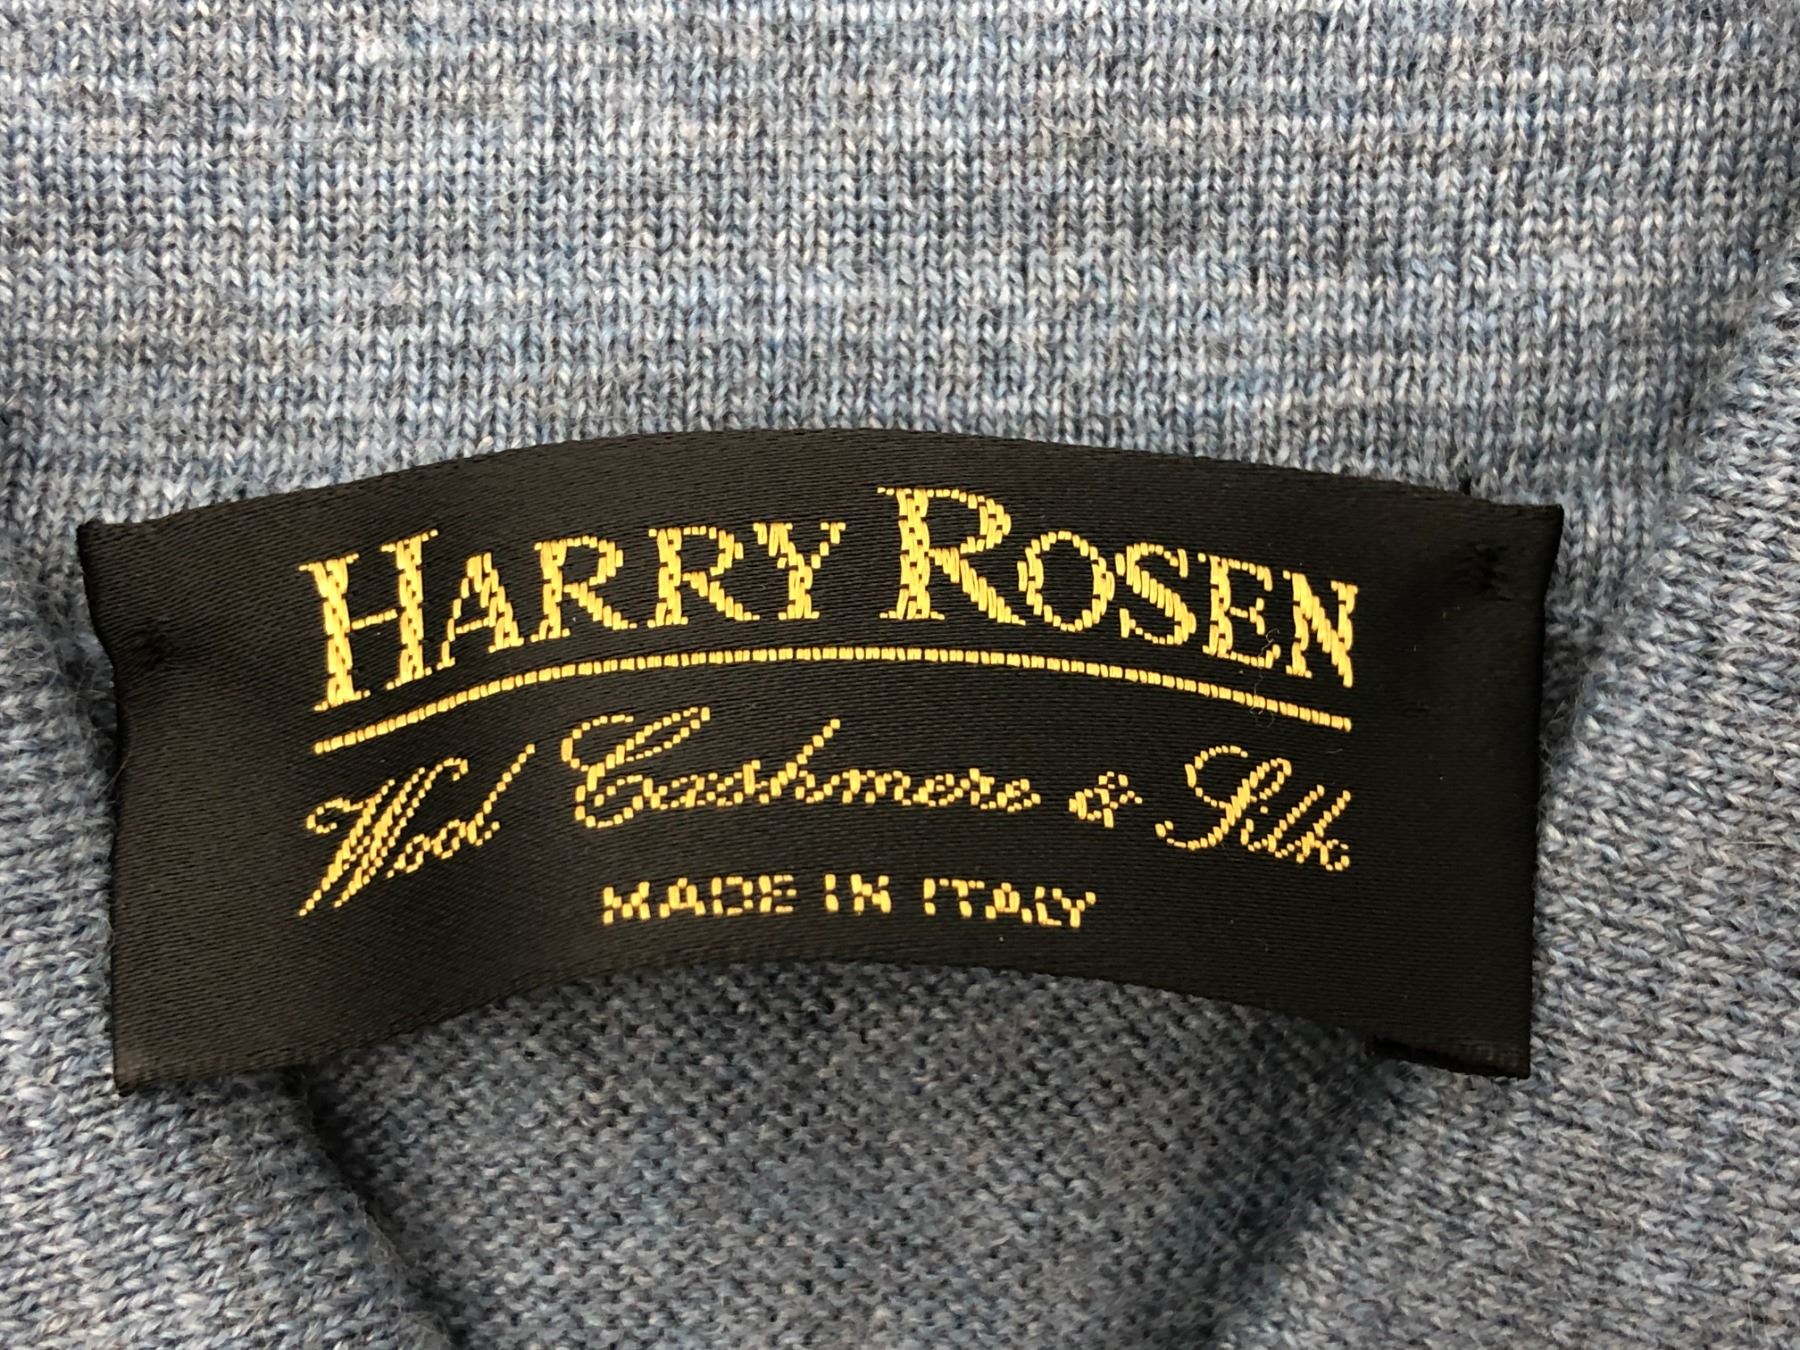 HARRY ROSEN
Wool Cashmere & Silk
MADE IN ITALY